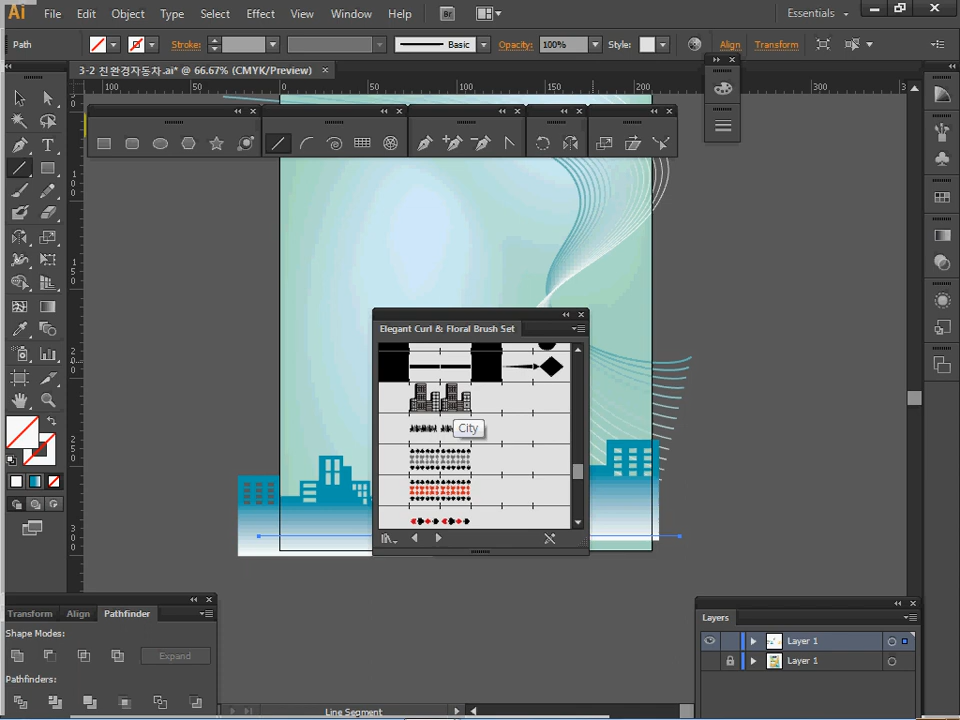 Ai File Edit Object Type Select Effect View Window Help Br Essentials
Path Stroke: Basic Opacity: 100% Style: Align Transform
3-2 친환경자동차.ai* @ 66.67% (CMYK/Preview)
100 50 0 50 100 150 200 300
Elegant Curl & Floral Brush Set
City
Transform Align Pathfinder
Shape Modes:
Expand
Pathfinders:
Layers
Layer 1
Layer 1
Line Segment